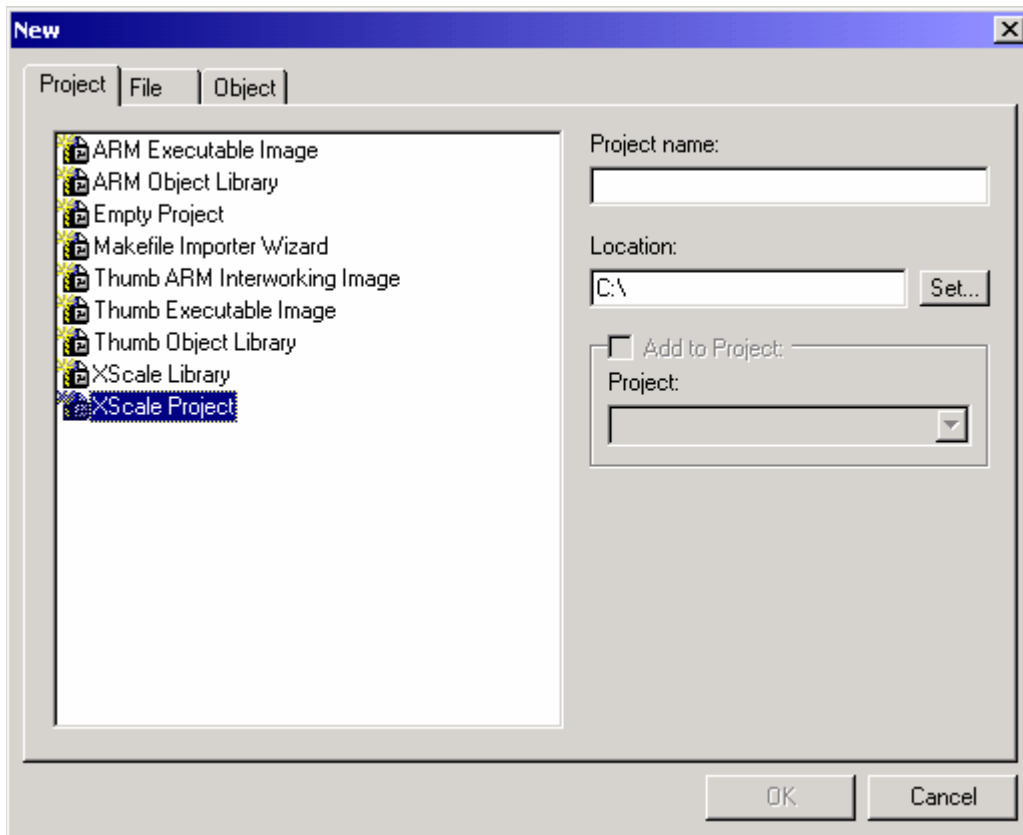 New
Project File Object
ARM Executable Image
ARM Object Library
Empty Project
Makefile Importer Wizard
Thumb ARM Interworking Image
Thumb Executable Image
Thumb Object Library
XScale Library
XScale Project
Project name:
Location:
C:\ Set...
Add to Project:
Project:
OK Cancel